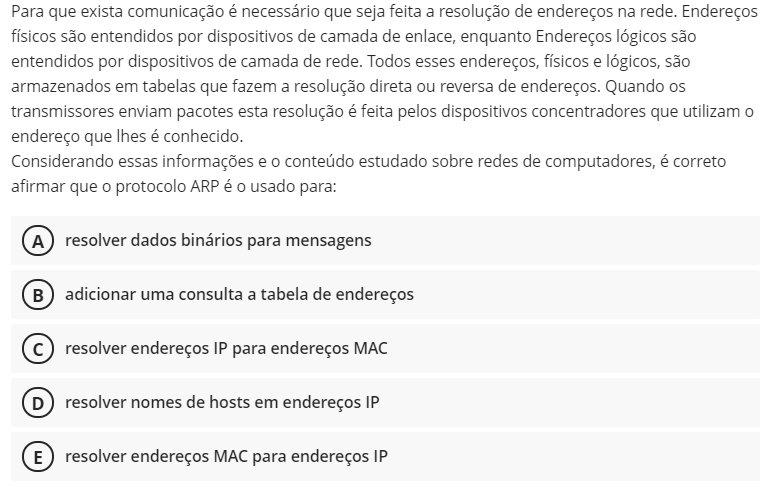 Para que exista comunicação é necessário que seja feita a resolução de endereços na rede. Endereços
físicos são entendidos por dispositivos de camada de enlace, enquanto Endereços lógicos são
entendidos por dispositivos de camada de rede. Todos esses endereços, físicos e lógicos, são
armazenados em tabelas que fazem a resolução direta ou reversa de endereços. Quando os
transmissores enviam pacotes esta resolução é feita pelos dispositivos concentradores que utilizam o
endereço que lhes é conhecido.
Considerando essas informações e o conteúdo estudado sobre redes de computadores, é correto
afirmar que o protocolo ARP é o usado para:
A resolver dados binários para mensagens
B adicionar uma consulta a tabela de endereços
C resolver endereços IP para endereços MAC
D resolver nomes de hosts em endereços IP
E resolver endereços MAC para endereços IP